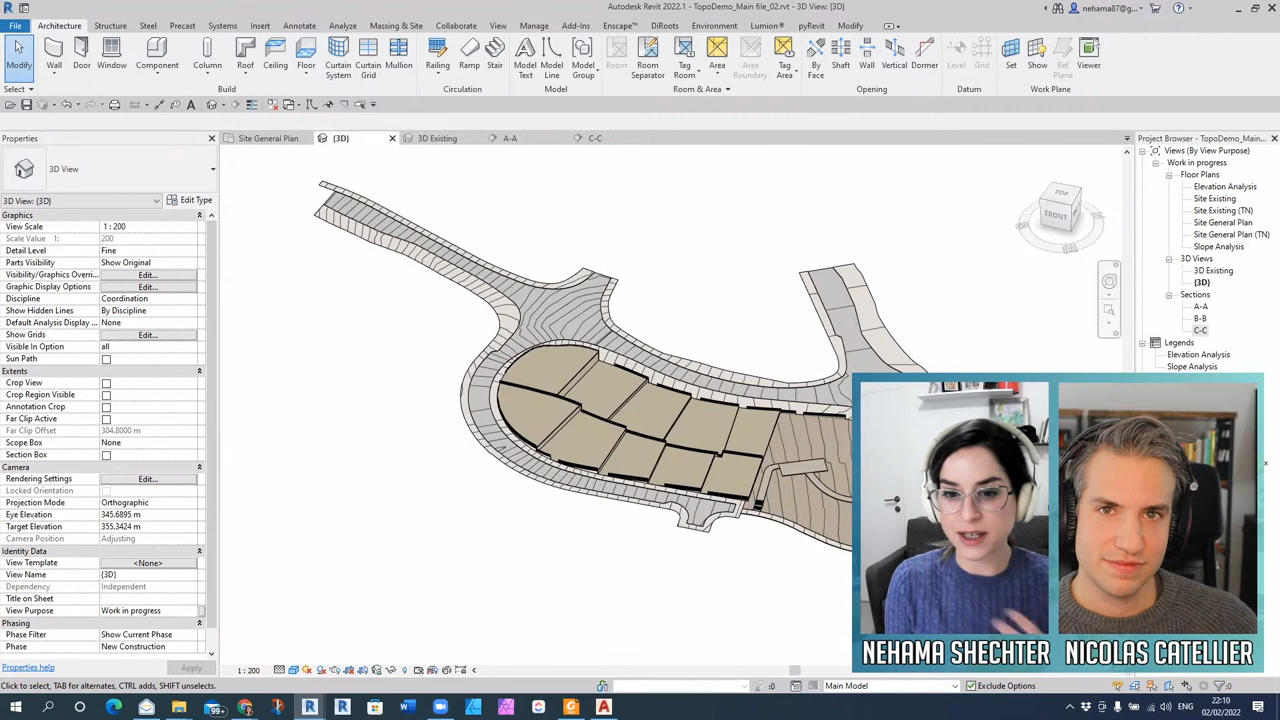 Autodesk Revit 2022.1 - TopoDemo_Main file_02.rvt - 3D View: {3D}
nehama87@g...
File Architecture Structure Steel Precast Systems Insert Annotate Analyze Massing & Site Collaborate View Manage Add-Ins Enscape™ DiRoots Environment Lumion® pyRevit Modify
Modify Wall Door Window Component Column Roof Ceiling Floor Curtain System Curtain Grid Mullion Railing Ramp Stair Model Text Model Line Model Group Room Room Separator Tag Room Area Area Boundary Tag Area By Face Shaft Wall Vertical Dormer Level Grid Set Show Ref Plane Viewer
Select Build Circulation Model Room & Area Opening Datum Work Plane
Properties
Site General Plan
{3D}
3D Existing
A-A
C-C
Project Browser - TopoDemo_Main...
3D View
3D View: {3D} Edit Type
Graphics
View Scale 1 : 200
Scale Value 1: 200
Detail Level Fine
Parts Visibility Show Original
Visibility/Graphics Overri... Edit...
Graphic Display Options Edit...
Discipline Coordination
Show Hidden Lines By Discipline
Default Analysis Display ... None
Show Grids Edit...
Visible In Option all
Sun Path
Extents
Crop View
Crop Region Visible
Annotation Crop
Far Clip Active
Far Clip Offset 304.8000 m
Scope Box None
Section Box
Camera
Rendering Settings Edit...
Locked Orientation
Projection Mode Orthographic
Eye Elevation 345.6895 m
Target Elevation 355.3424 m
Camera Position Adjusting
Identity Data
View Template <None>
View Name {3D}
Dependency Independent
Title on Sheet
View Purpose Work in progress
Phasing
Phase Filter Show Current Phase
Phase New Construction
Properties help Apply
TOP
FRONT
Views (By View Purpose)
Work in progress
Floor Plans
Elevation Analysis
Site Existing
Site Existing (TN)
Site General Plan
Site General Plan (TN)
Slope Analysis
3D Views
3D Existing
{3D}
Sections
A-A
B-B
C-C
Legends
Elevation Analysis
Slope Analysis
NEHAMA SHECHTER
NICOLAS CATELLIER
1 : 200
Click to select, TAB for alternates, CTRL adds, SHIFT unselects.
:0
Main Model
Exclude Options
:0
99+
ENG
22:10
02/02/2022